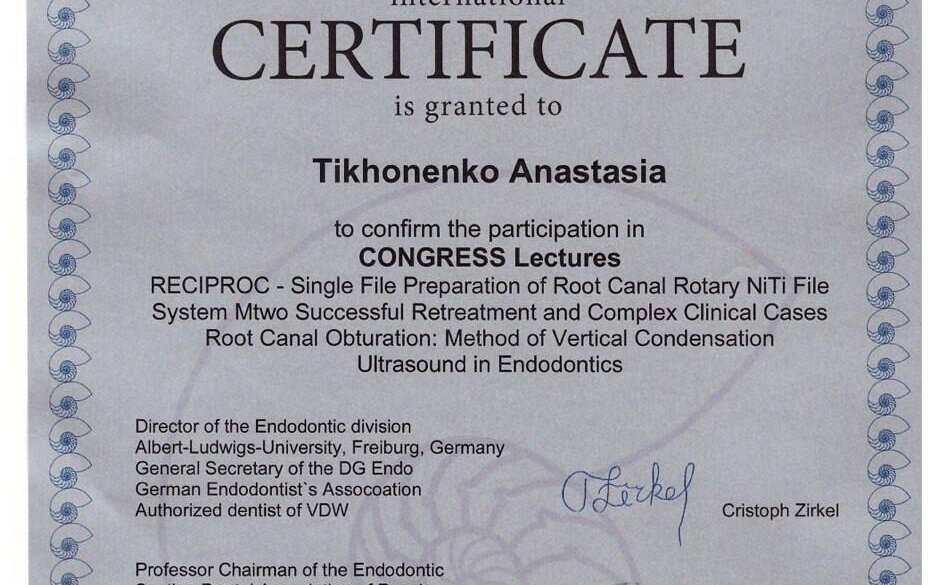 International
CERTIFICATE
is granted to
Tikhonenko Anastasia
to confirm the participation in
CONGRESS Lectures
RECIPROC - Single File Preparation of Root Canal Rotary NiTi File
System Mtwo Successful Retreatment and Complex Clinical Cases
Root Canal Obturation: Method of Vertical Condensation
Ultrasound in Endodontics
Director of the Endodontic division
Albert-Ludwigs-University, Freiburg, Germany
General Secretary of the DG Endo
German Endodontist`s Assocoation
Authorized dentist of VDW
Cristoph Zirkel
Professor Chairman of the Endodontic